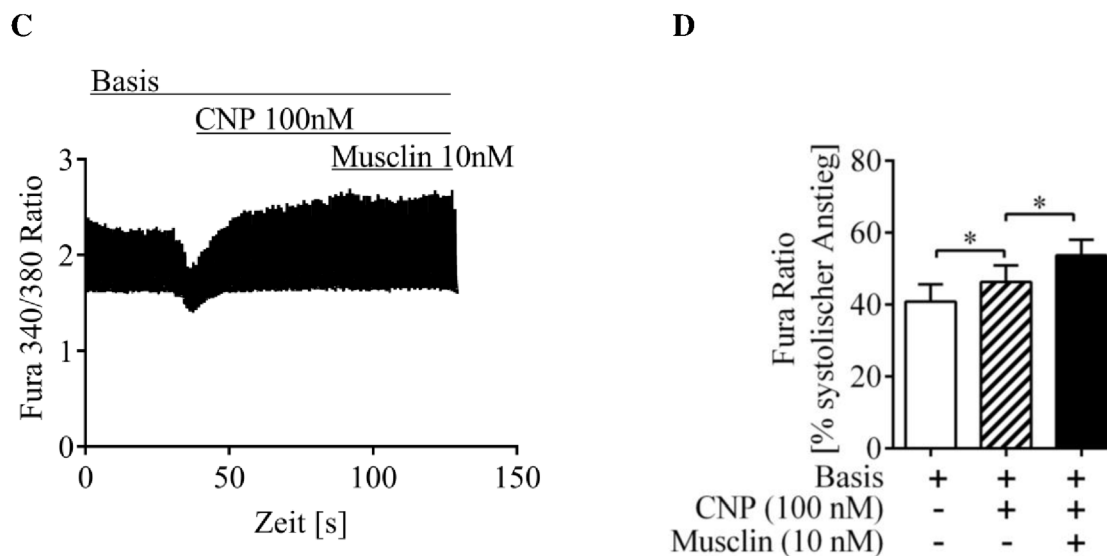 C
Basis
CNP 100nM
Musclin 10nM
3
2
1
0
Fura 340/380 Ratio
0 50 100 150
Zeit [s]
D
80
60
40
20
0
Fura Ratio
[% systolischer Anstieg]
* *
Basis + + +
CNP (100 nM) - + +
Musclin (10 nM) - - +